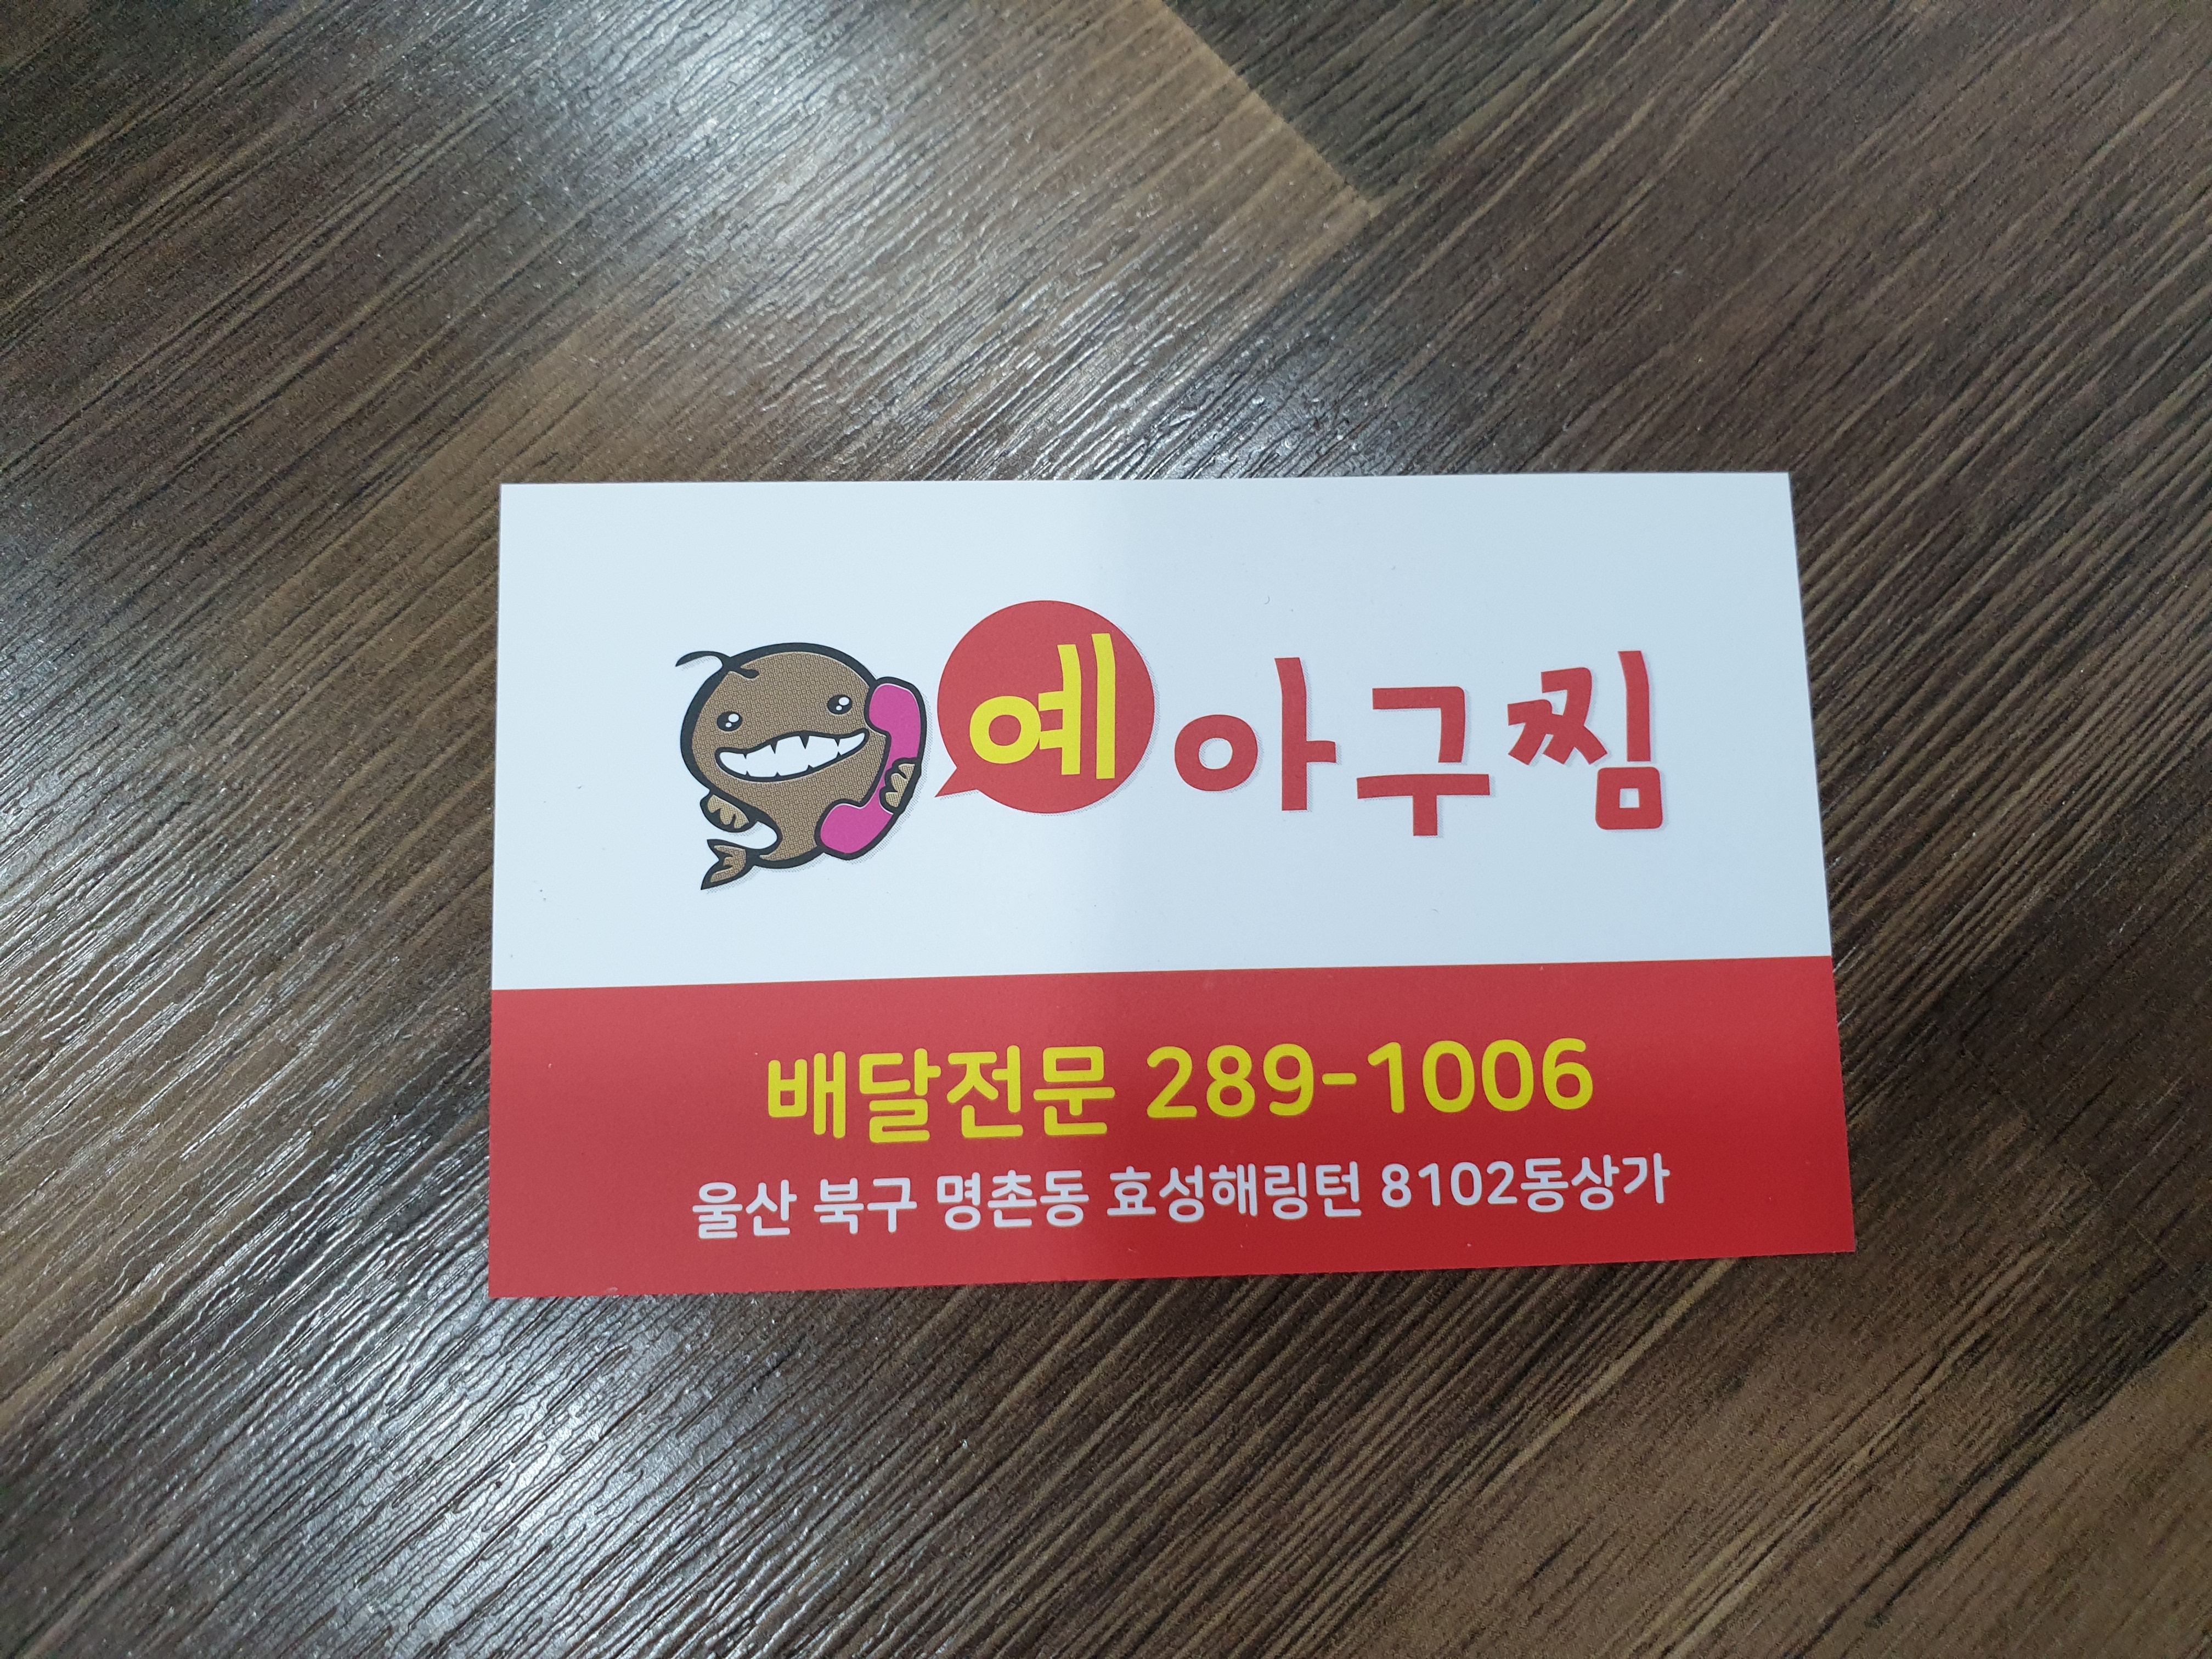 예 아구찜
배달전문 289-1006
울산 북구 명촌동 효성해링턴 8102동상가